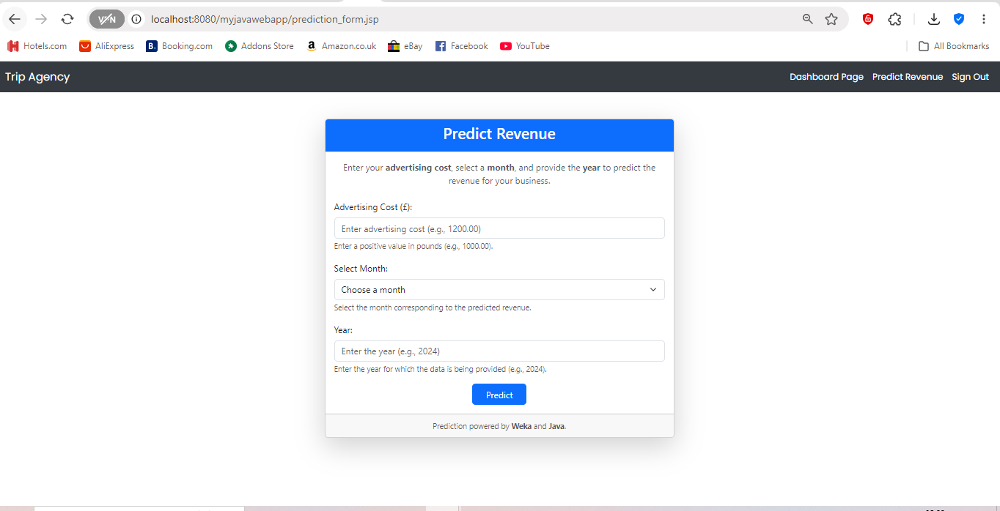 VPN
localhost:8080/myjavawebapp/prediction_form.jsp
Hotels.com AliExpress B. Booking.com Addons Store a Amazon.co.uk eBay Facebook YouTube All Bookmarks
Trip Agency Dashboard Page Predict Revenue Sign Out
Predict Revenue
Enter your advertising cost, select a month, and provide the year to predict the
revenue for your business.
Advertising Cost (£):
Enter advertising cost (e.g., 1200.00)
Enter a positive value in pounds (e.g., 1000.00).
Select Month:
Choose a month
Select the month corresponding to the predicted revenue.
Year:
Enter the year (e.g., 2024)
Enter the year for which the data is being provided (e.g., 2024).
Predict
Prediction powered by Weka and Java.